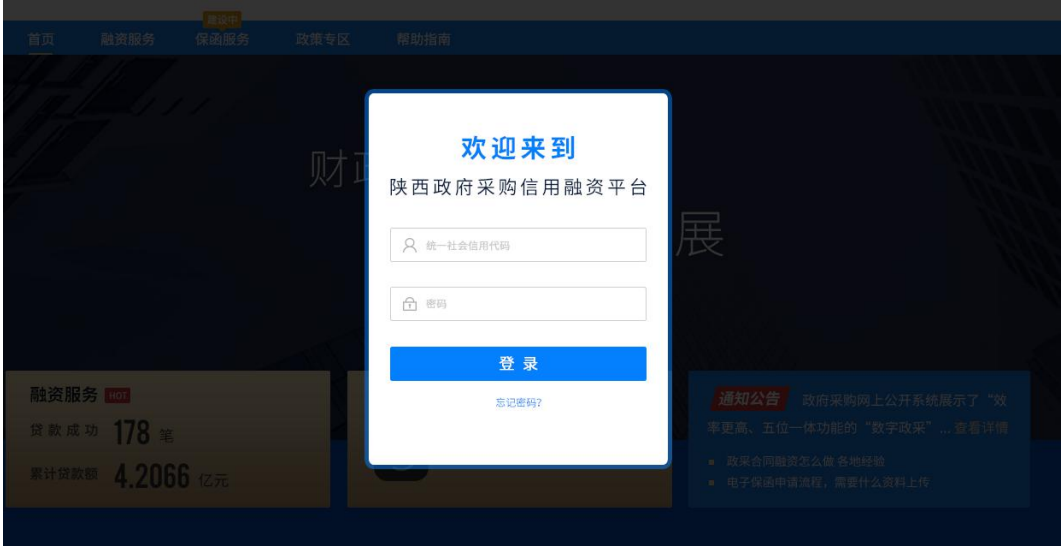 建设中
首页 融资服务 保函服务 政策专区 帮助指南
财政
展
欢迎来到
陕西政府采购信用融资平台
统一社会信用代码
密码
登录
忘记密码?
融资服务 HOT
贷款成功 178 笔
累计贷款额 4.2066 亿元
通知公告 政府采购网上公开系统展示了“效
率更高、五位一体功能的“数字政采”... 查看详情
政采合同融资怎么做 各地经验
电子保函申请流程，需要什么资料上传